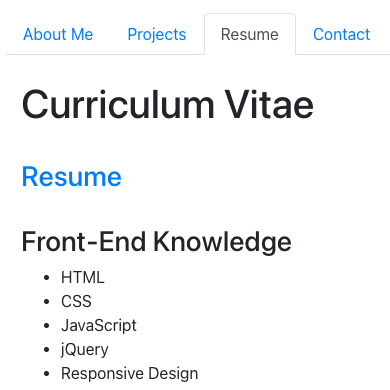 About Me Projects Resume Contact
Curriculum Vitae
Resume
Front-End Knowledge
HTML
CSS
JavaScript
jQuery
Responsive Design